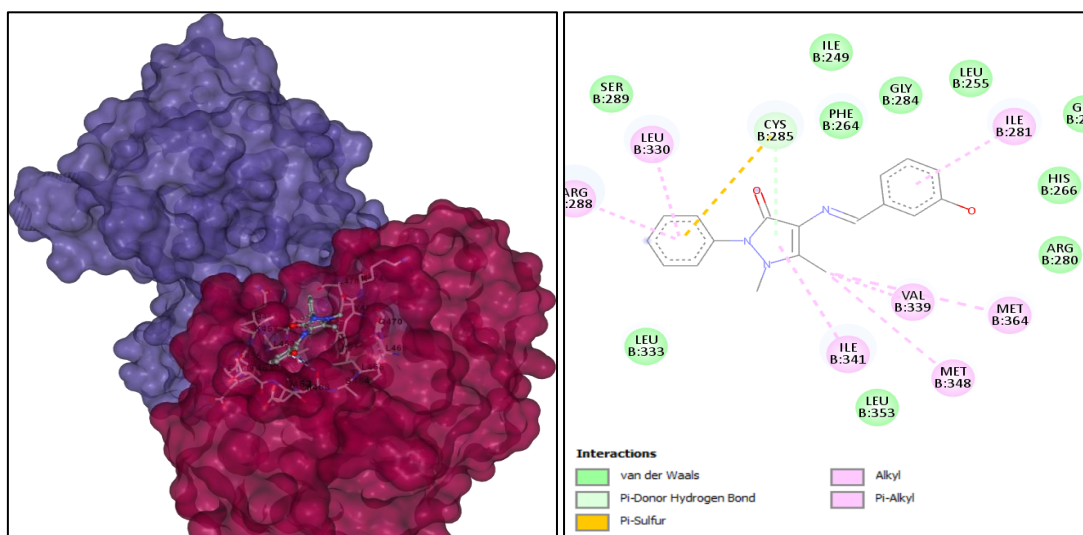 ILE
B:249
SER
B:289
GLY
B:284
LEU
B:255
CYS
B:285
PHE
B:264
ILE
B:281
LEU
B:330
HIS
B:266
ARG
B:288
O
N
N
N
O
ARG
B:280
VAL
B:339
MET
B:364
LEU
B:333
ILE
B:341
MET
B:348
LEU
B:353
Interactions
van der Waals
Pi-Donor Hydrogen Bond
Pi-Sulfur
Alkyl
Pi-Alkyl